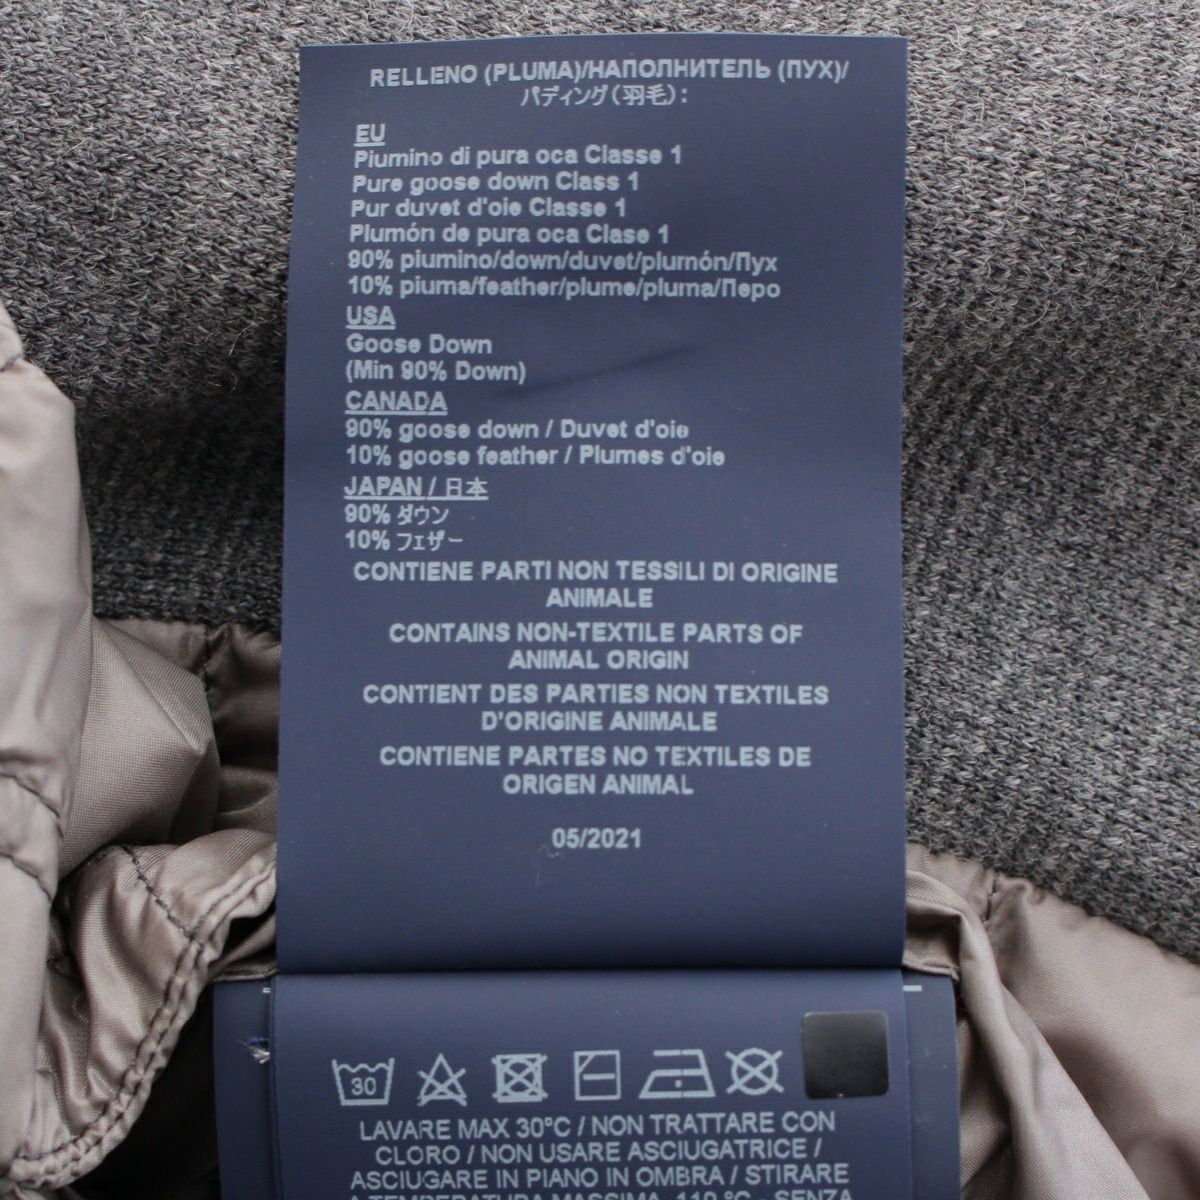 RELLENO (PLUMA)/НАПОЛНИТЕЛЬ (ПУХ)/
パディング(羽毛):
EU
Piumino di pura oca Classe 1
Pure goose down Class 1
Pur duvet d'oie Classe 1
Plumón de pura oca Clase 1
90% piumino/down/duvet/plumón/Пух
10% piuma/feather/plume/pluma/Перо
USA
Goose Down
(Min 90% Down)
CANADA
90% goose down / Duvet d'oie
10% goose feather / Plumes d'oie
JAPAN / 日本
90% ダウン
10% フェザー
CONTIENE PARTI NON TESSILI DI ORIGINE
ANIMALE
CONTAINS NON-TEXTILE PARTS OF
ANIMAL ORIGIN
CONTIENT DES PARTIES NON TEXTILES
D'ORIGINE ANIMALE
CONTIENE PARTES NO TEXTILES DE
ORIGEN ANIMAL
05/2021
30
LAVARE MAX 30°C / NON TRATTARE CON
CLORO / NON USARE ASCIUGATRICE /
ASCIUGARE IN PIANO IN OMBRA / STIRARE
A TEMPERATURA MASSIMA 110 °C - SENZA